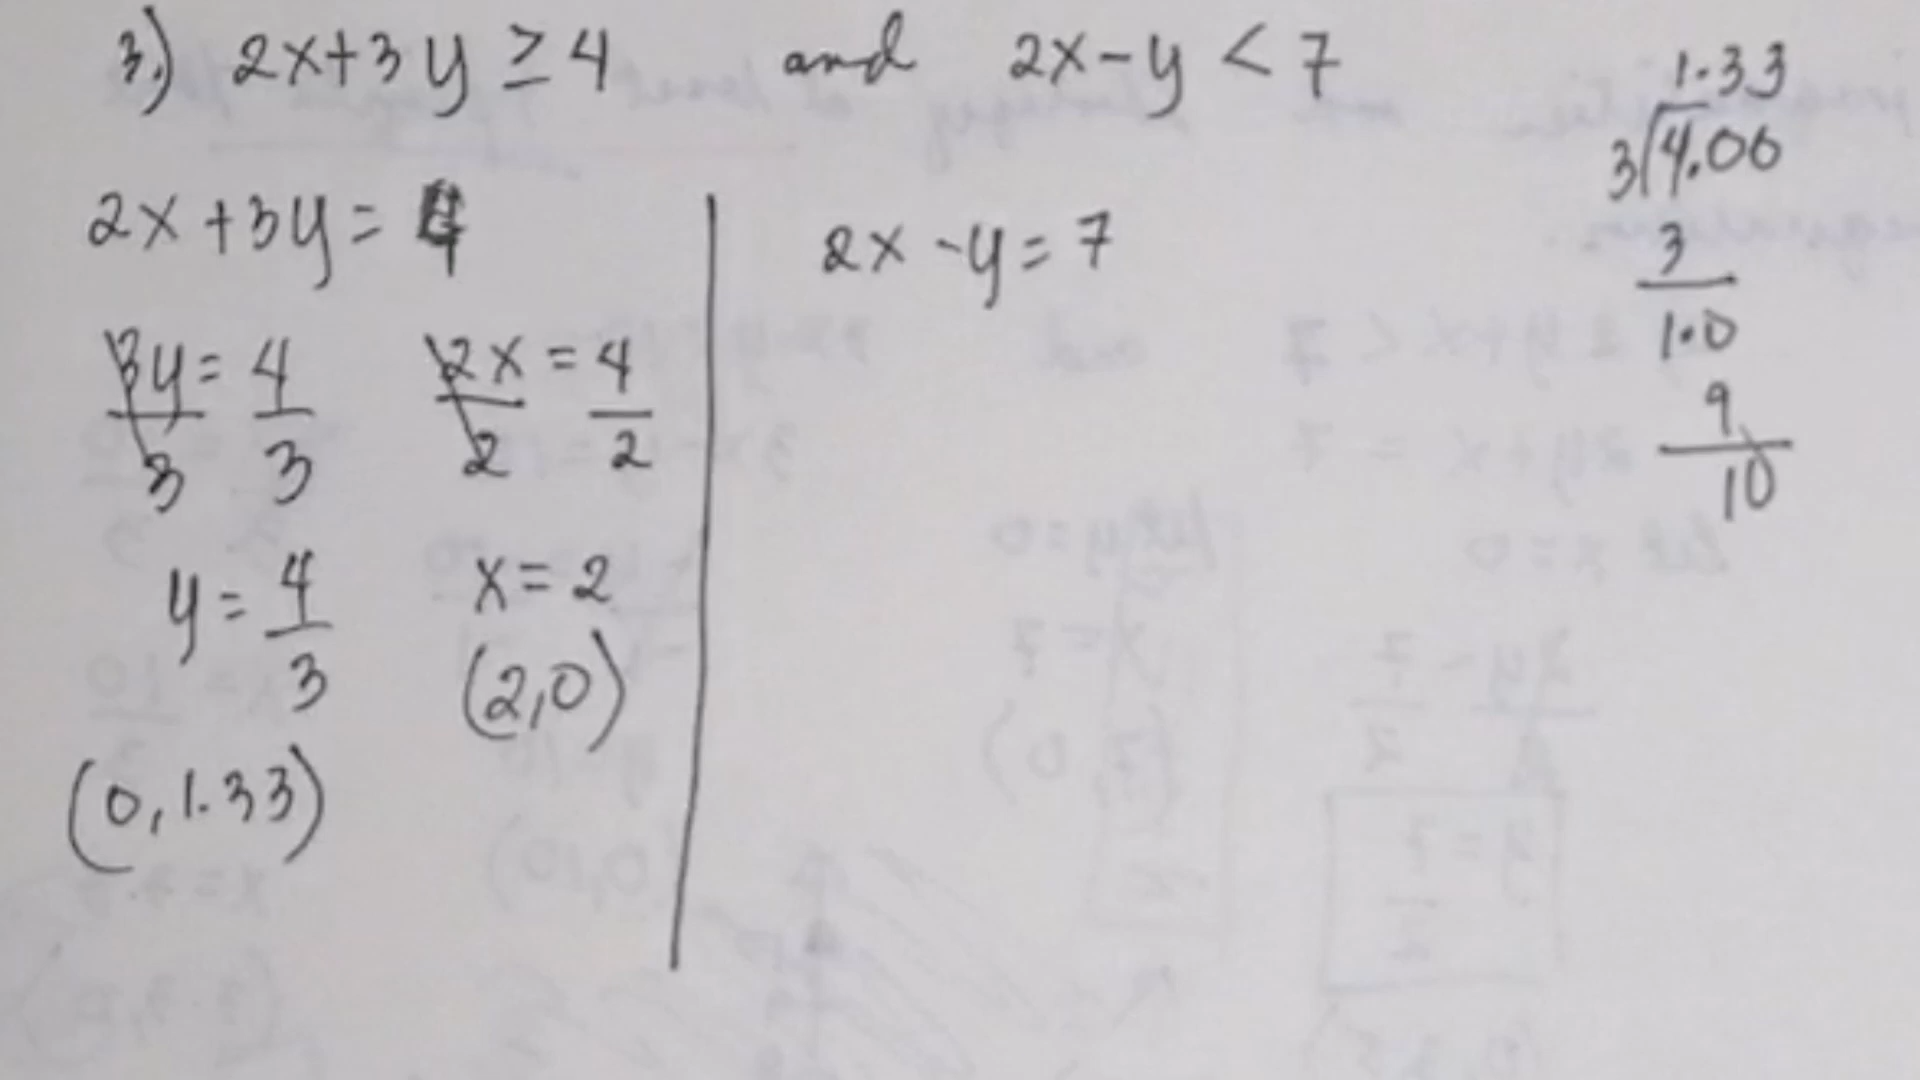 3.) 2x+3y ≥ 4 and 2x-y < 7
2x+3y = 4
3y/3 = 4/3 2x/2 = 4/2
y = 4/3 x = 2
(2,0)
(0,1.33)
2x-y=7
1.33
3√4.00
3
1.0
9
10